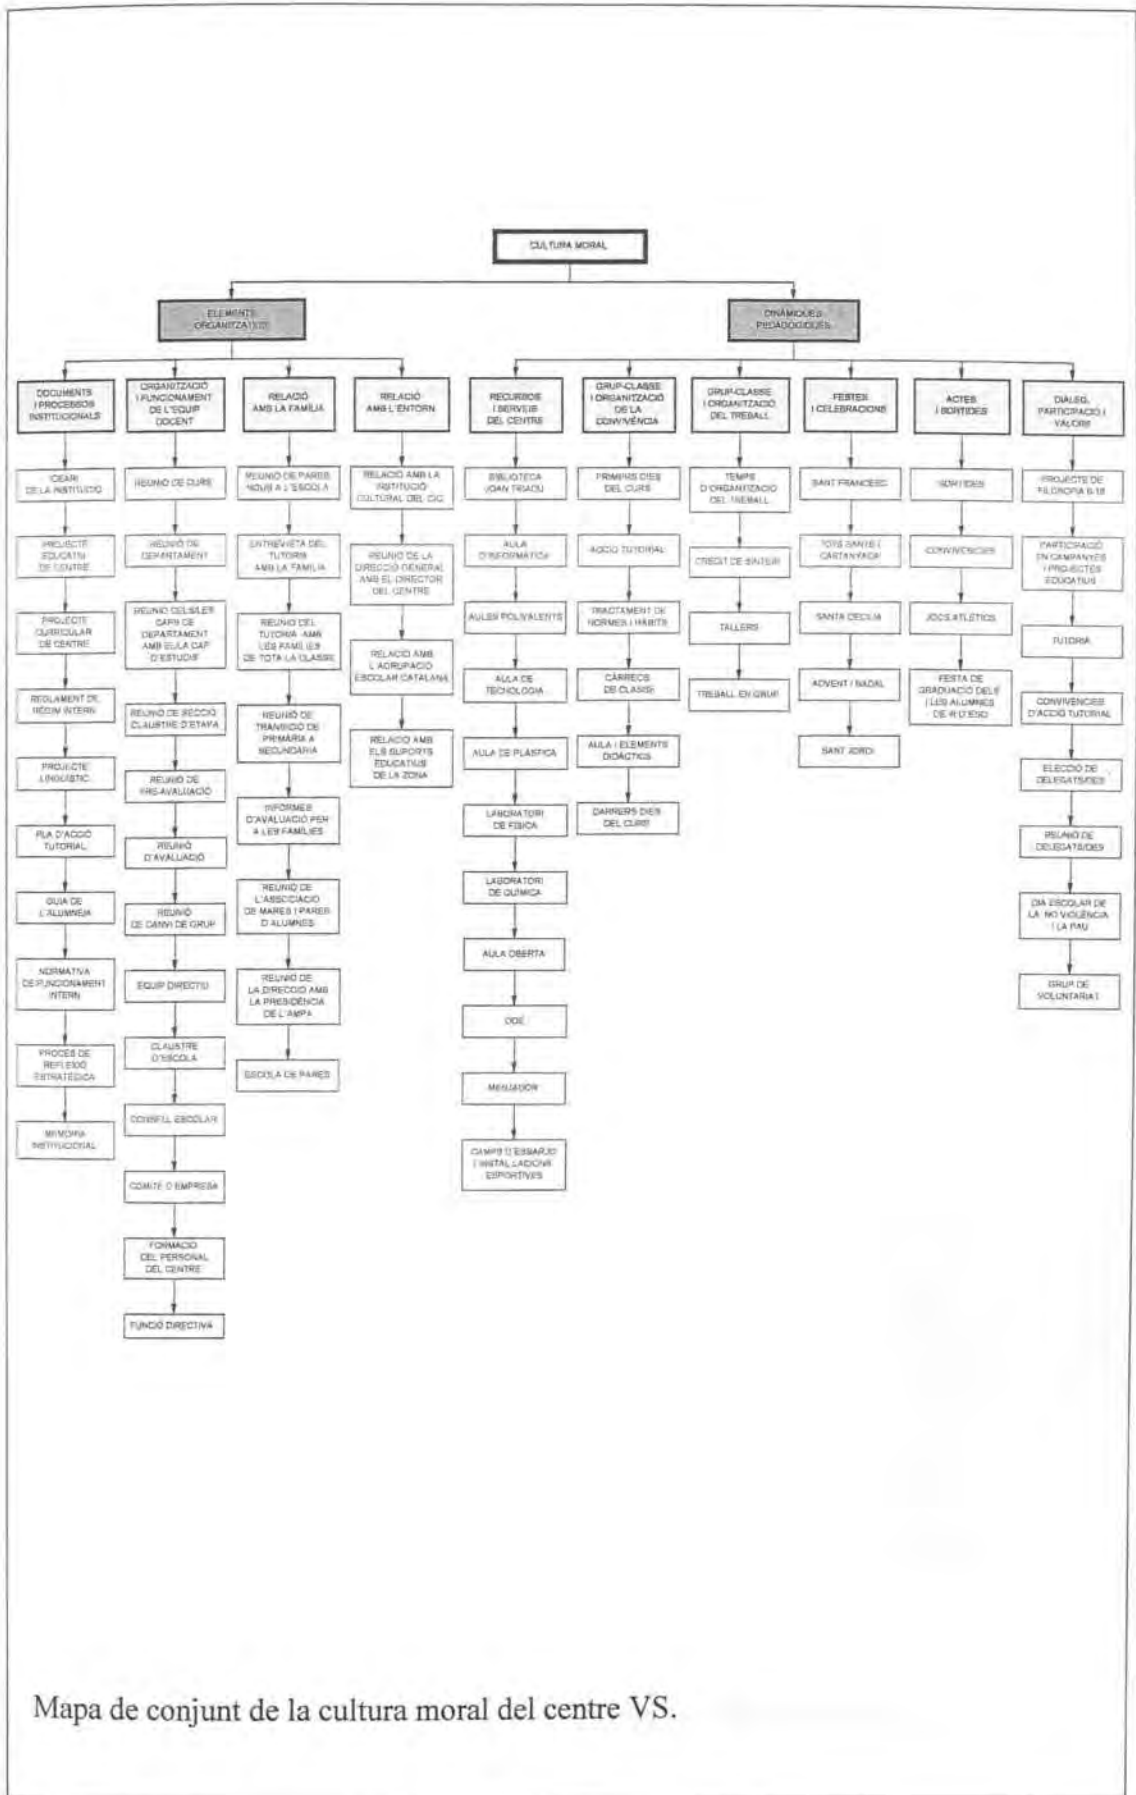 CULTURA MORAL
ELEMENTS
ORGANITZATIUS
DINÀMIQUES
PEDAGÒGIQUES
DOCUMENTS
I PROCESSOS
INSTITUCIONALS
IDEARI
DE LA INSTITUCIÓ
PROJECTE
EDUCATIU
DE CENTRE
PROJECTE
CURRICULAR
DE CENTRE
REGLAMENT DE
RÈGIM INTERN
PROJECTE
LINGÜÍSTIC
PLA D'ACCIÓ
TUTORIAL
GUIA DE
L'ALUMNE/A
NORMATIVA
DE FUNCIONAMENT
INTERN
PROCÉS DE
REFLEXIÓ
ESTRATÈGICA
MEMÒRIA
INSTITUCIONAL
ORGANITZACIÓ
I FUNCIONAMENT
DE L'EQUIP
DOCENT
REUNIÓ DE CURS
REUNIÓ DE
DEPARTAMENT
REUNIÓ DELS/LES
CAPS DE
DEPARTAMENT
AMB EL/LA CAP
D'ESTUDIS
REUNIÓ DE SECCIÓ
CLAUSTRE D'ETAPA
REUNIÓ DE
PRE-AVALUACIÓ
REUNIÓ
D'AVALUACIÓ
REUNIÓ
DE CANVI DE GRUP
EQUIP DIRECTIU
CLAUSTRE
D'ESCOLA
CONSELL ESCOLAR
COMITÈ D'EMPRESA
FORMACIÓ
DEL PERSONAL
DEL CENTRE
FUNCIÓ DIRECTIVA
RELACIÓ
AMB LA FAMÍLIA
REUNIÓ DE PARES
NOUS A L'ESCOLA
ENTREVISTA DEL
TUTOR/A
AMB LA FAMÍLIA
REUNIÓ DEL
TUTOR/A AMB
LES FAMÍLIES
DE TOTA LA CLASSE
REUNIÓ DE
TRANSICIÓ DE
PRIMÀRIA A
SECUNDÀRIA
INFORMES
D'AVALUACIÓ PER
A LES FAMÍLIES
REUNIÓ DE
L'ASSOCIACIÓ
DE MARES I PARES
D'ALUMNES
REUNIÓ DE
LA DIRECCIÓ AMB
LA PRESIDÈNCIA
DE L'AMPA
ESCOLA DE PARES
RELACIÓ
AMB L'ENTORN
RELACIÓ AMB LA
INSTITUCIÓ
CULTURAL DEL CIC
REUNIÓ DE LA
DIRECCIÓ GENERAL
AMB EL DIRECTOR
DEL CENTRE
RELACIÓ AMB
L'AGRUPACIÓ
ESCOLAR CATALANA
RELACIÓ AMB
ELS SUPORTS
EDUCATIUS
DE LA ZONA
RECURSOS
I SERVEIS
DEL CENTRE
BIBLIOTECA
JOAN TRIADÚ
AULA
D'INFORMÀTICA
AULES POLIVALENTS
AULA DE
TECNOLOGIA
AULA DE PLÀSTICA
LABORATORI
DE FÍSICA
LABORATORI
DE QUÍMICA
AULA OBERTA
DOE
MEDIADOR
CAMPS D'ESBARJO
I INSTAL·LACIONS
ESPORTIVES
GRUP-CLASSE
I ORGANITZACIÓ
DE LA
CONVIVÈNCIA
PRIMERS DIES
DEL CURS
ACCIÓ TUTORIAL
TRACTAMENT DE
NORMES I HÀBITS
CÀRRECS
DE CLASSE
AULA I ELEMENTS
DIDÀCTICS
DARRERS DIES
DEL CURS
GRUP-CLASSE
I ORGANITZACIÓ
DEL TREBALL
TEMPS
D'ORGANITZACIÓ
DEL TREBALL
CRÈDIT DE SÍNTESI
TALLERS
TREBALL EN GRUP
FESTES
I CELEBRACIONS
SANT FRANCESC
TOTS SANTS I
CASTANYADA
SANTA CECÍLIA
ADVENT I NADAL
SANT JORDI
ACTES
I SORTIDES
SORTIDES
CONVIVÈNCIES
JOCS ATLÈTICS
FESTA DE
GRADUACIÓ DELS
I LES ALUMNES
DE 4t D'ESO
DIÀLEG,
PARTICIPACIÓ I
VALORS
PROJECTE DE
FILOSOFIA 6-18
PARTICIPACIÓ
EN CAMPANYES
I PROJECTES
EDUCATIUS
TUTORIA
CONVIVÈNCIES
D'ACCIÓ TUTORIAL
ELECCIÓ DE
DELEGATS/DES
REUNIÓ DE
DELEGATS/DES
DIA ESCOLAR DE
LA NO VIOLÈNCIA
I LA PAU
GRUP DE
VOLUNTARIAT
Mapa de conjunt de la cultura moral del centre VS.